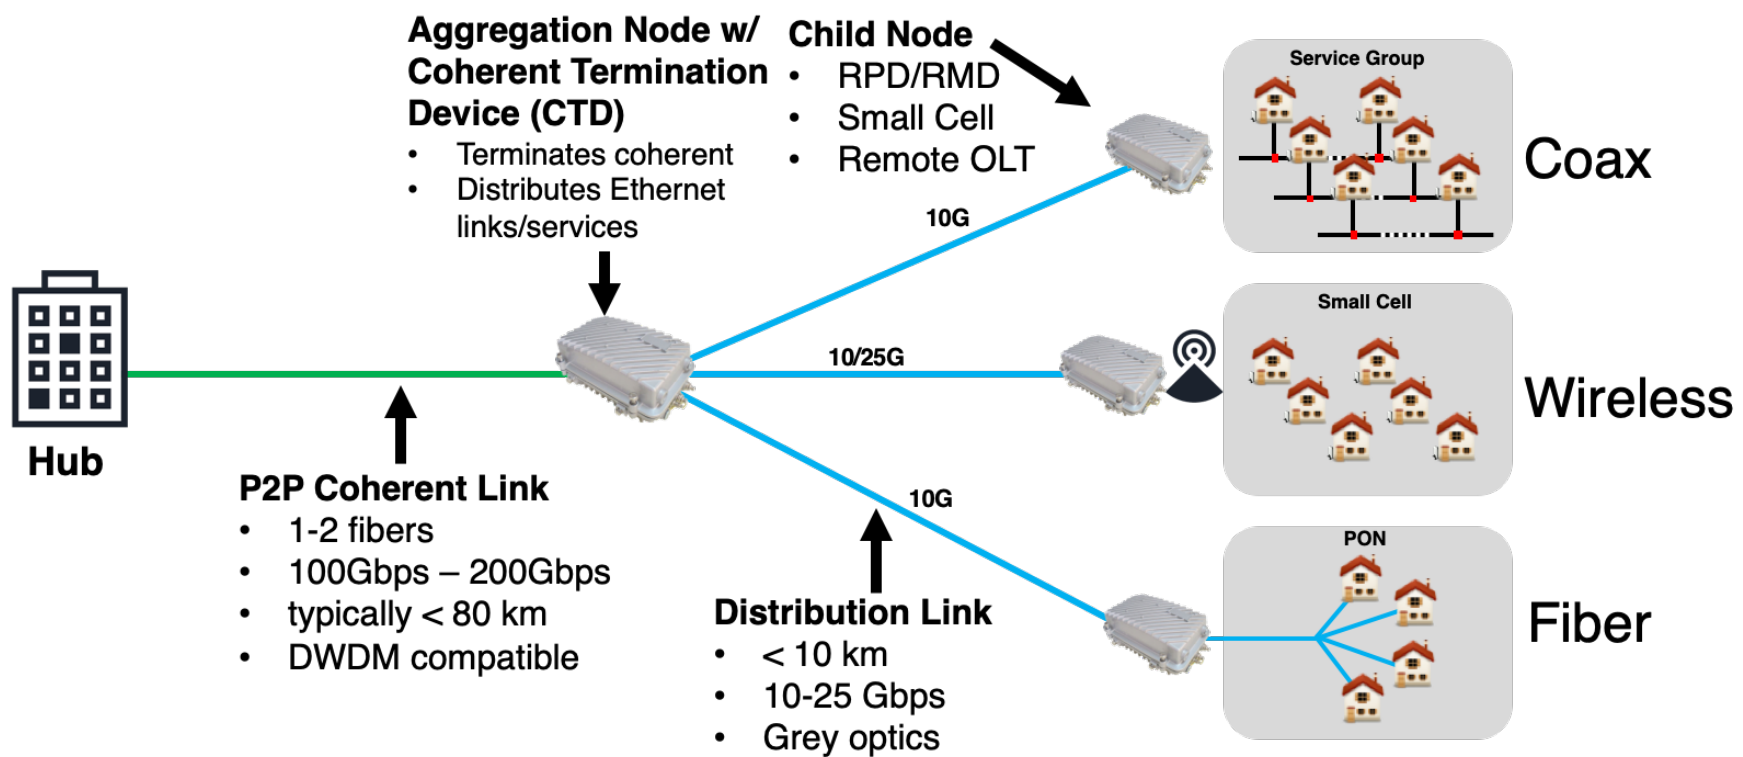 Aggregation Node w/
Coherent Termination
Device (CTD)
• Terminates coherent
• Distributes Ethernet
links/services
Child Node
• RPD/RMD
• Small Cell
• Remote OLT
Service Group
Coax
10G
Hub
10/25G
Small Cell
Wireless
P2P Coherent Link
• 1-2 fibers
• 100Gbps – 200Gbps
• typically < 80 km
• DWDM compatible
10G
Distribution Link
• < 10 km
• 10-25 Gbps
• Grey optics
PON
Fiber